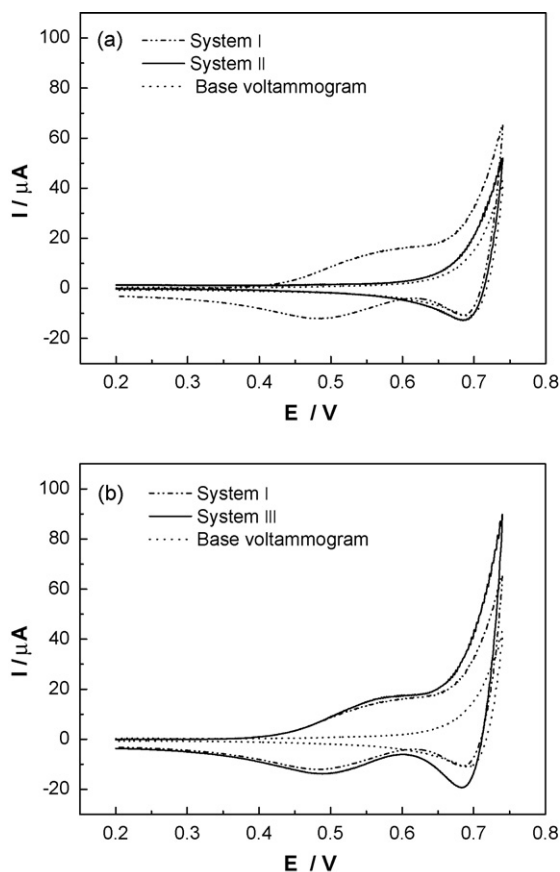 (a)
System I
System II
Base voltammogram
100
80
60
40
20
0
-20
I / μA
0.2 0.3 0.4 0.5 0.6 0.7 0.8
E / V
(b)
System I
System III
Base voltammogram
100
80
60
40
20
0
-20
I / μA
0.2 0.3 0.4 0.5 0.6 0.7 0.8
E / V